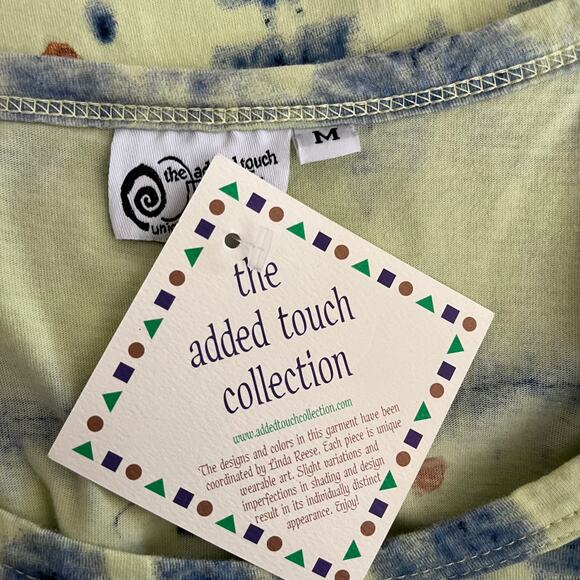 the added touch
M
the
added touch
collection
www.addedtouchcollection.com
The designs and colors in this garment have been
coordinated by Linda Reese. Each piece is unique
wearable art. Slight variations and
imperfections in shading and design
result in its individually distinct
appearance. Enjoy!